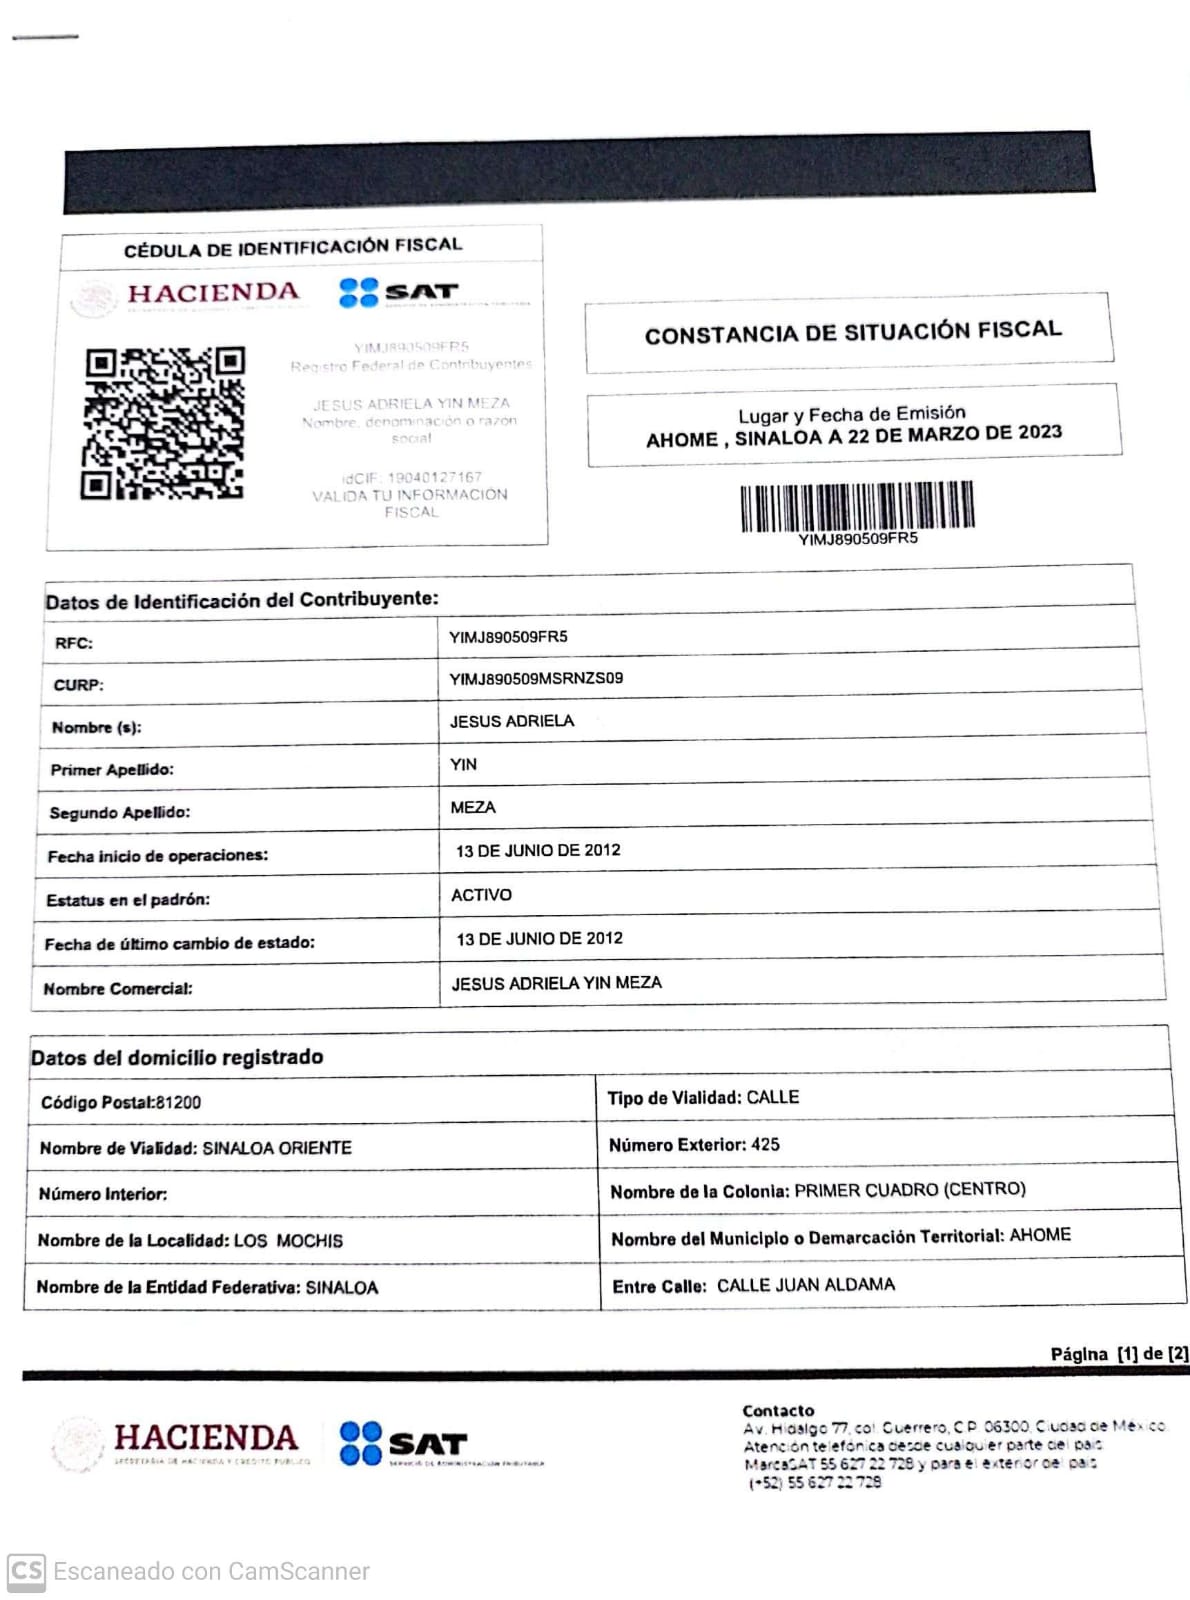 CÉDULA DE IDENTIFICACIÓN FISCAL
HACIENDA
SAT
YIMJ890509FR5
Registro Federal de Contribuyentes
JESUS ADRIELA YIN MEZA
Nombre, denominación o razón
social
idCIF: 19040127167
VALIDA TU INFORMACIÓN
FISCAL
CONSTANCIA DE SITUACIÓN FISCAL
Lugar y Fecha de Emisión
AHOME , SINALOA A 22 DE MARZO DE 2023
YIMJ890509FR5
Datos de Identificación del Contribuyente:
RFC: YIMJ890509FR5
CURP: YIMJ890509MSRNZS09
Nombre (s): JESUS ADRIELA
Primer Apellido: YIN
Segundo Apellido: MEZA
Fecha inicio de operaciones: 13 DE JUNIO DE 2012
Estatus en el padrón: ACTIVO
Fecha de último cambio de estado: 13 DE JUNIO DE 2012
Nombre Comercial: JESUS ADRIELA YIN MEZA
Datos del domicilio registrado
Código Postal:81200 Tipo de Vialidad: CALLE
Nombre de Vialidad: SINALOA ORIENTE Número Exterior: 425
Número Interior: Nombre de la Colonia: PRIMER CUADRO (CENTRO)
Nombre de la Localidad: LOS MOCHIS Nombre del Municipio o Demarcación Territorial: AHOME
Nombre de la Entidad Federativa: SINALOA Entre Calle: CALLE JUAN ALDAMA
Página [1] de [2]
HACIENDA
SECRETARÍA DE HACIENDA Y CRÉDITO PÚBLICO
SAT
SERVICIO DE ADMINISTRACIÓN TRIBUTARIA
Contacto
Av. Hidalgo 77, col. Guerrero, C.P. 06300, Ciudad de México.
Atención telefónica desde cualquier parte del país:
MarcaSAT 55 627 22 728 y para el exterior del país
(+52) 55 627 22 728
CS Escaneado con CamScanner